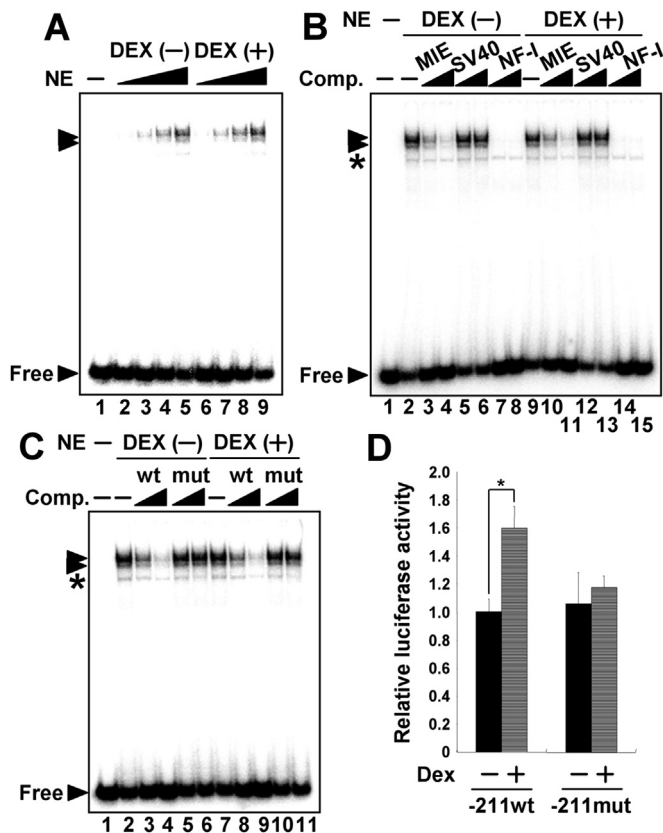 A
DEX (—) DEX (+)
NE —
Free
1 2 3 4 5 6 7 8 9
B
NE — DEX (—) DEX (+)
MIE SV40 NF-I MIE SV40 NF-I
Comp. — — —
*
Free
1 2 3 4 5 6 7 8 9 10 11 12 13 14 15
C
NE — DEX (—) DEX (+)
wt mut wt mut
Comp. — — —
*
Free
1 2 3 4 5 6 7 8 9 10 11
D
Relative luciferase activity
2.0
1.8
1.6
1.4
1.2
1.0
0.8
0.6
0.4
0.2
0
*
Dex — + — +
-211wt -211mut